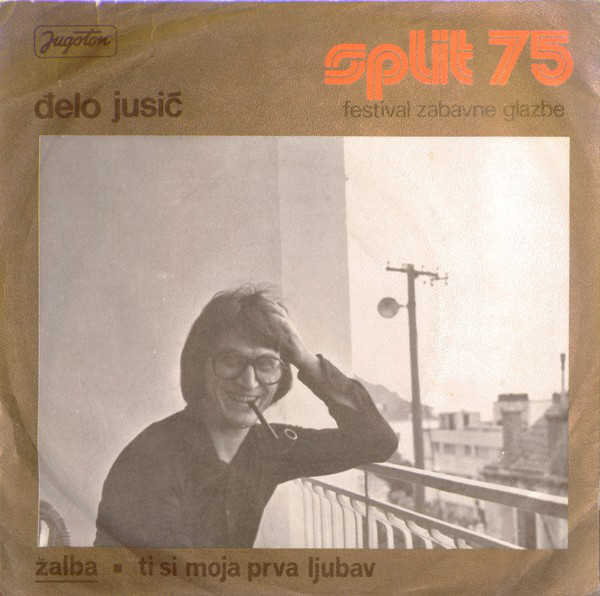 Jugoton
split 75
đelo jusić
festival zabavne glazbe
žalba ▪ ti si moja prva ljubav